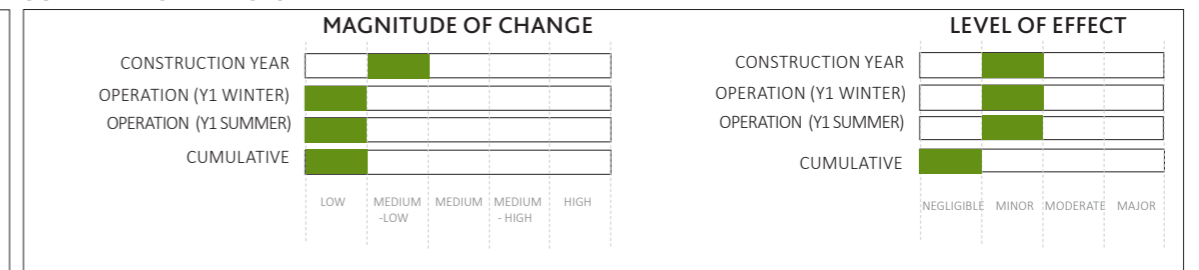 MAGNITUDE OF CHANGE
CONSTRUCTION YEAR
OPERATION (Y1 WINTER)
OPERATION (Y1 SUMMER)
CUMULATIVE
LOW MEDIUM MEDIUM MEDIUM HIGH
-LOW - HIGH
LEVEL OF EFFECT
CONSTRUCTION YEAR
OPERATION (Y1 WINTER)
OPERATION (Y1 SUMMER)
CUMULATIVE
NEGLIGIBLE MINOR MODERATE MAJOR